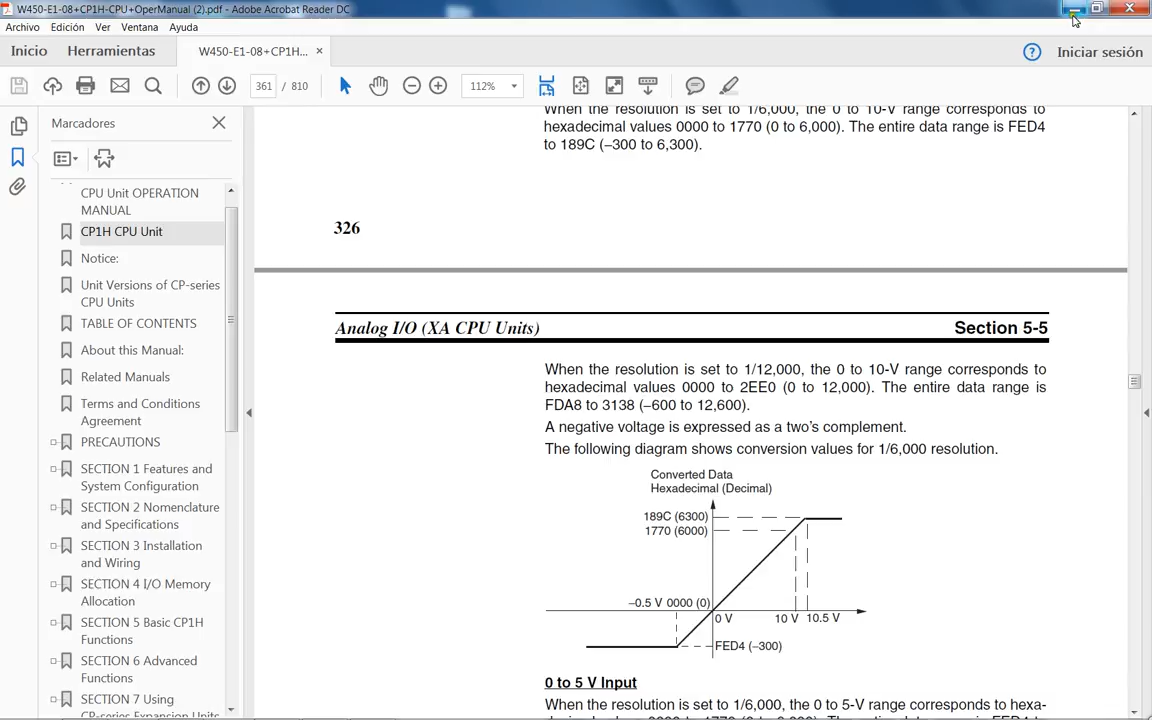 W450-E1-08+CP1H-CPU+OperManual (2).pdf - Adobe Acrobat Reader DC
Archivo Edición Ver Ventana Ayuda
Inicio Herramientas W450-E1-08+CP1H... × ? Iniciar sesión
361 / 810 112%
Marcadores
CPU Unit OPERATION
MANUAL
CP1H CPU Unit
Notice:
Unit Versions of CP-series
CPU Units
TABLE OF CONTENTS
About this Manual:
Related Manuals
Terms and Conditions
Agreement
PRECAUTIONS
SECTION 1 Features and
System Configuration
SECTION 2 Nomenclature
and Specifications
SECTION 3 Installation
and Wiring
SECTION 4 I/O Memory
Allocation
SECTION 5 Basic CP1H
Functions
SECTION 6 Advanced
Functions
SECTION 7 Using
CP-series Expansion Units
When the resolution is set to 1/6,000, the 0 to 10-V range corresponds to
hexadecimal values 0000 to 1770 (0 to 6,000). The entire data range is FED4
to 189C (–300 to 6,300).
326
Analog I/O (XA CPU Units) Section 5-5
When the resolution is set to 1/12,000, the 0 to 10-V range corresponds to
hexadecimal values 0000 to 2EE0 (0 to 12,000). The entire data range is
FDA8 to 3138 (–600 to 12,600).
A negative voltage is expressed as a two's complement.
The following diagram shows conversion values for 1/6,000 resolution.
Converted Data
Hexadecimal (Decimal)
189C (6300)
1770 (6000)
–0.5 V 0000 (0)
0 V 10 V 10.5 V
FED4 (–300)
0 to 5 V Input
When the resolution is set to 1/6,000, the 0 to 5-V range corresponds to hexa-